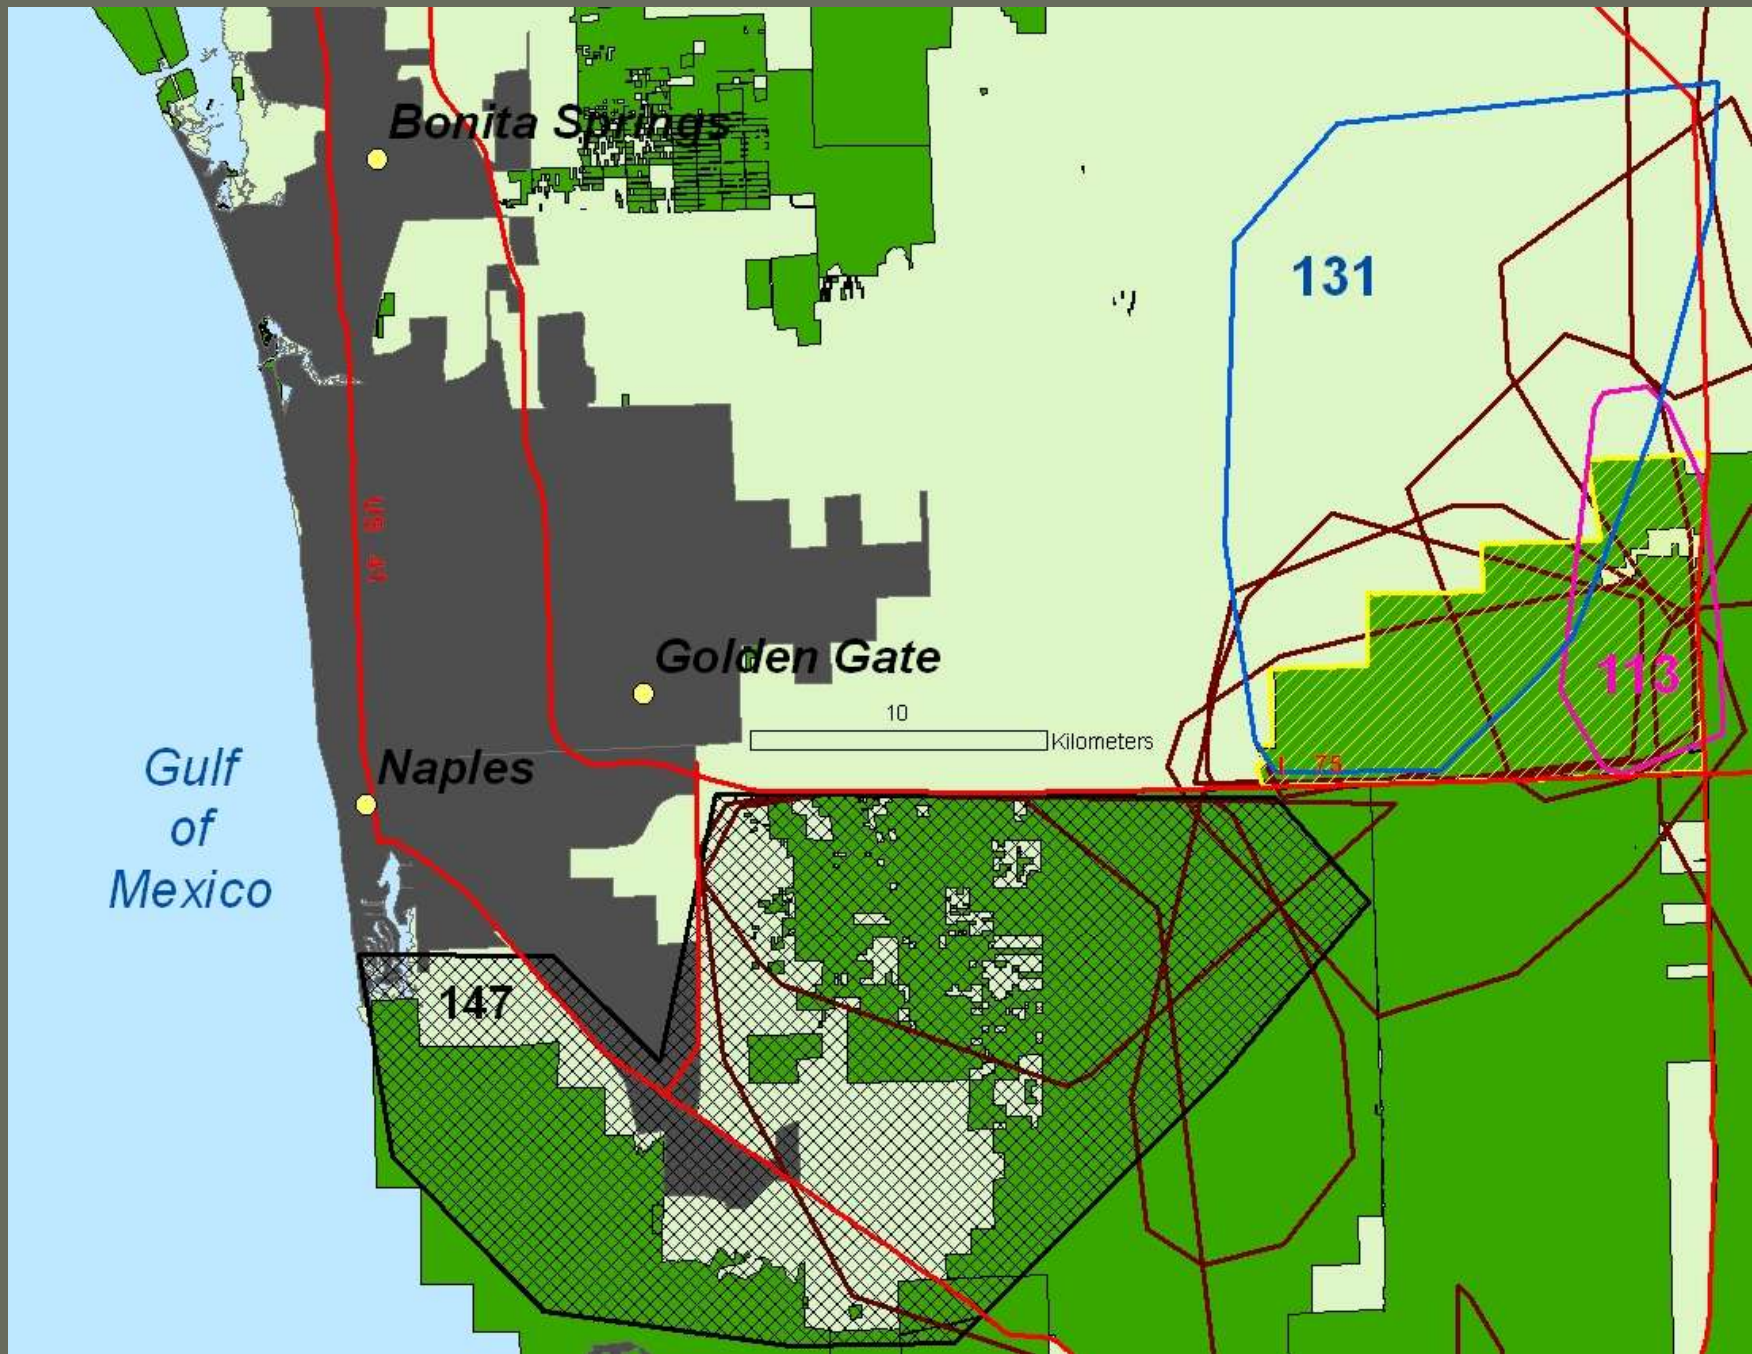 Bonita Springs
131
US 41
Golden Gate
113
10
Kilometers
Gulf
of
Mexico
Naples
I 75
147